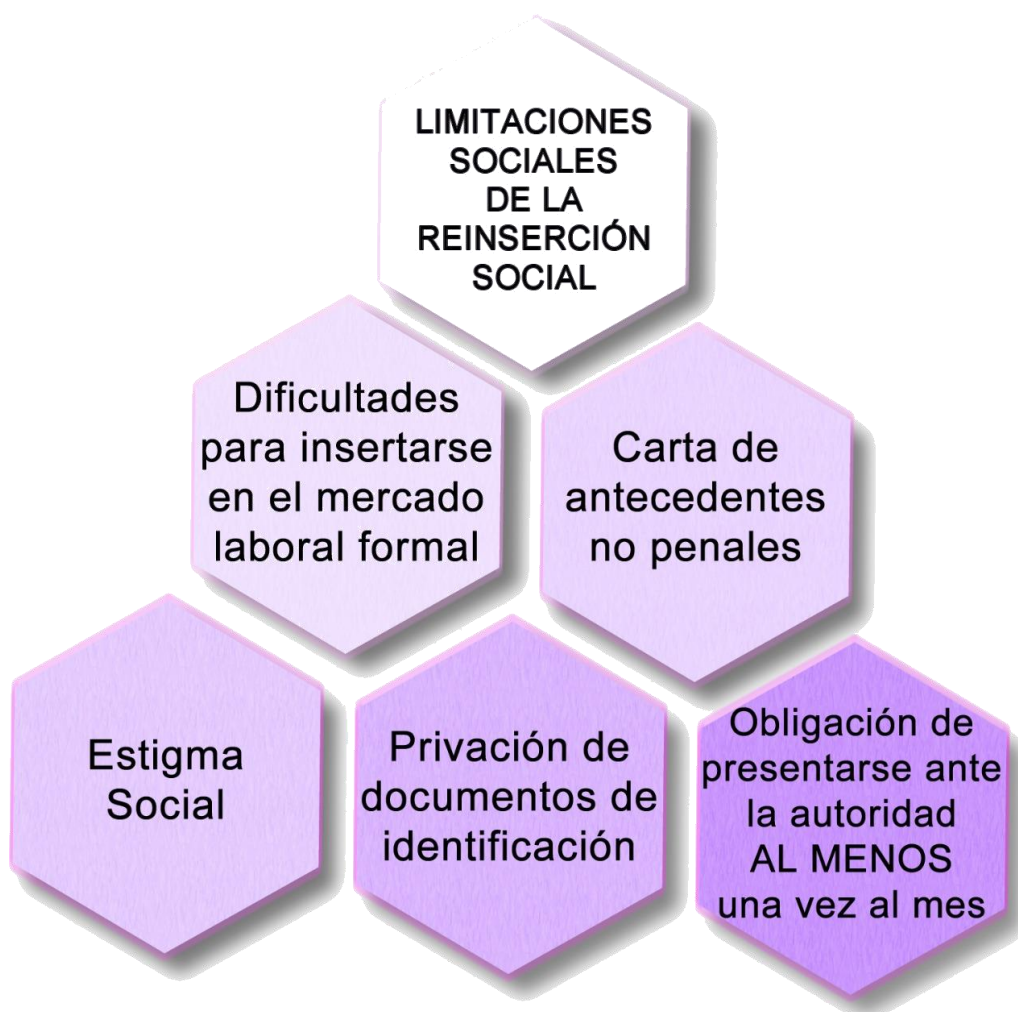 LIMITACIONES
SOCIALES
DE LA
REINSERCIÓN
SOCIAL
Dificultades
para insertarse
en el mercado
laboral formal
Carta de
antecedentes
no penales
Estigma
Social
Privación de
documentos de
identificación
Obligación de
presentarse ante
la autoridad
AL MENOS
una vez al mes